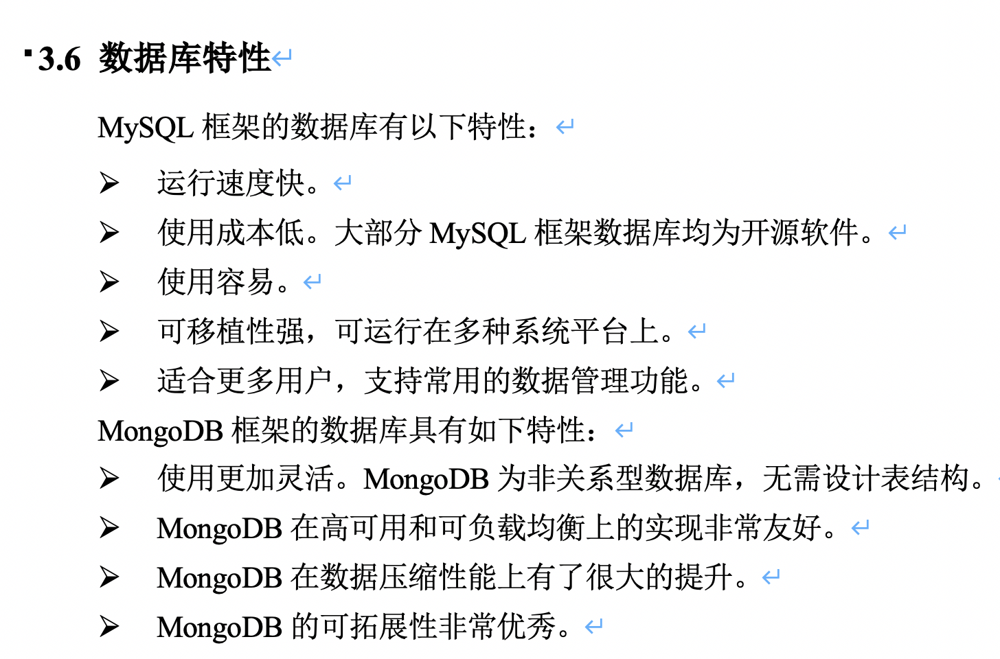 3.6 数据库特性
MySQL 框架的数据库有以下特性：
运行速度快。
使用成本低。大部分 MySQL 框架数据库均为开源软件。
使用容易。
可移植性强，可运行在多种系统平台上。
适合更多用户，支持常用的数据管理功能。
MongoDB 框架的数据库具有如下特性：
使用更加灵活。MongoDB 为非关系型数据库，无需设计表结构。
MongoDB 在高可用和可负载均衡上的实现非常友好。
MongoDB 在数据压缩性能上有了很大的提升。
MongoDB 的可拓展性非常优秀。